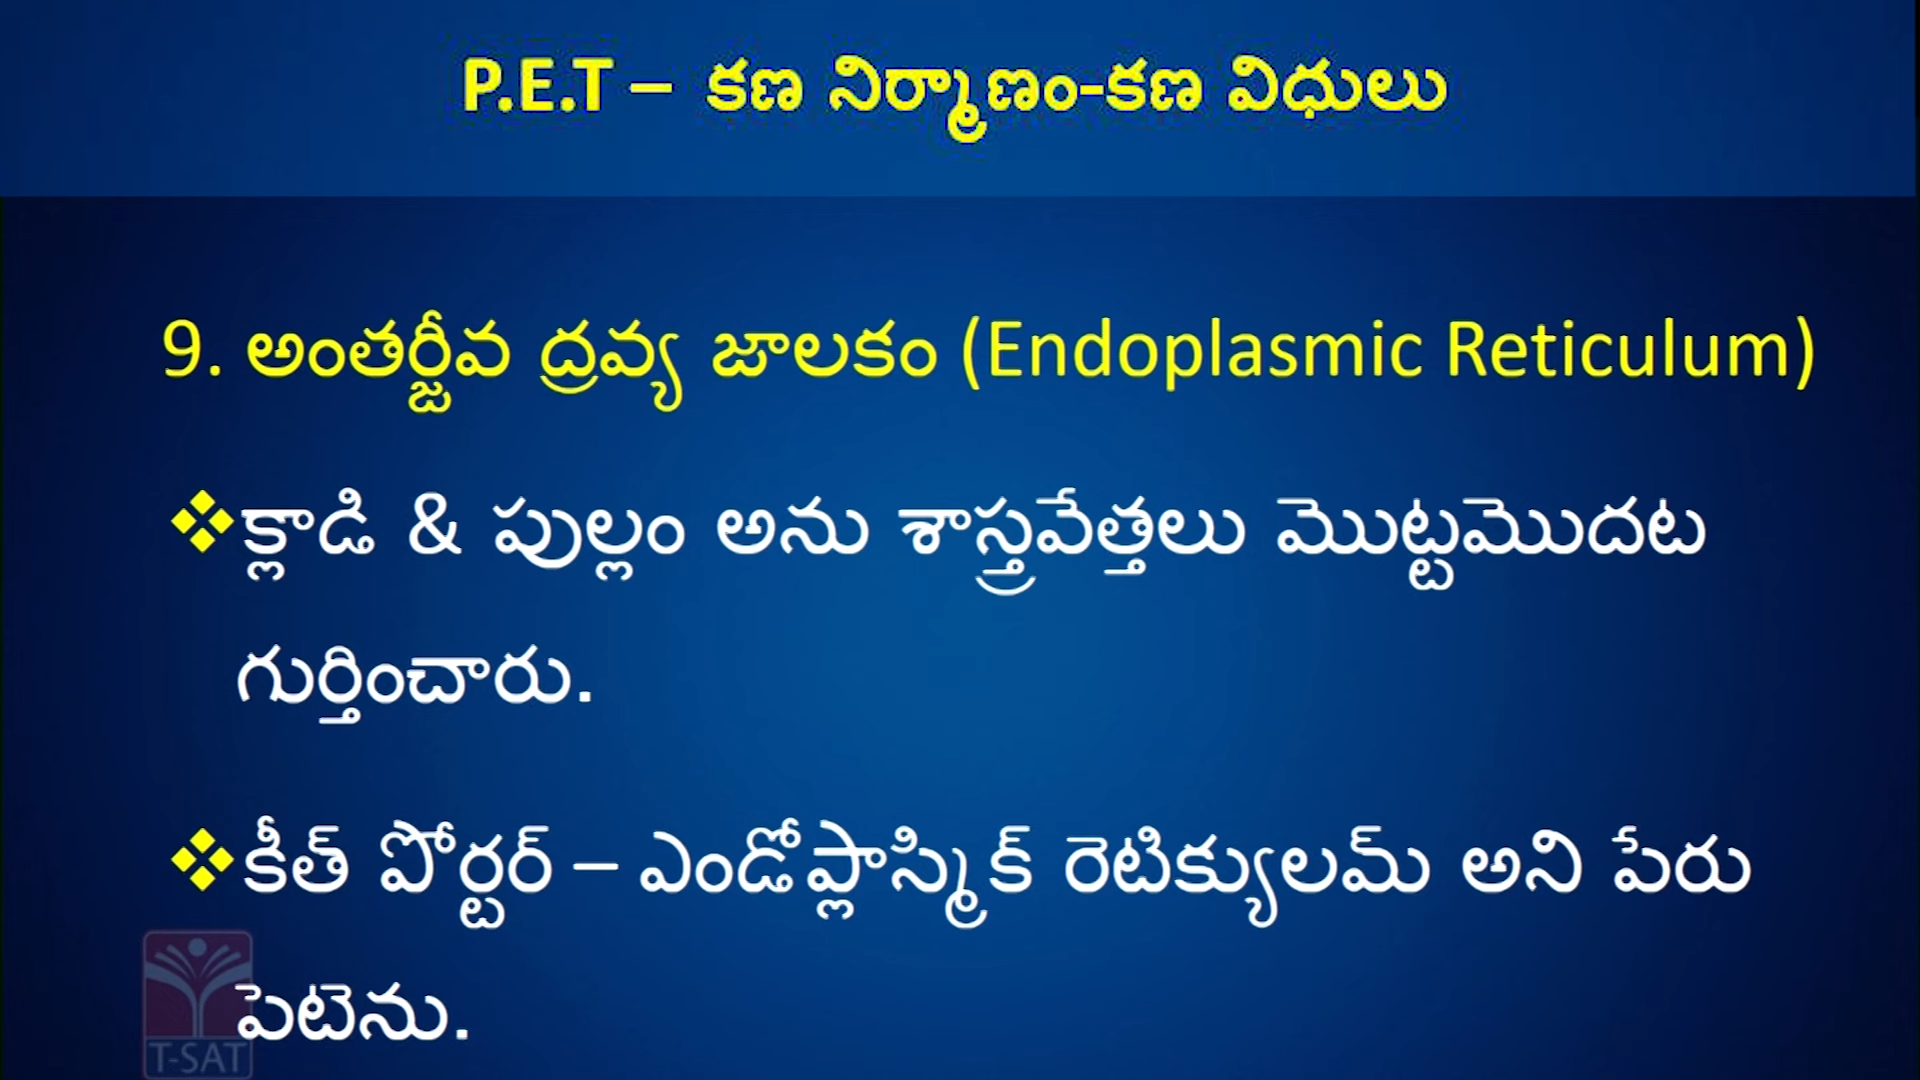 P.E.T – కణ నిర్మాణం-కణ విధులు
9. అంతర్జీవ ద్రవ్య జాలకం (Endoplasmic Reticulum)
❖క్లాడి & పుల్లం అను శాస్త్రవేత్తలు మొట్టమొదట
గుర్తించారు.
❖కీత్ పోర్టర్ – ఎండోప్లాస్మిక్ రెటిక్యులమ్ అని పేరు
పెటెను.
T-SAT